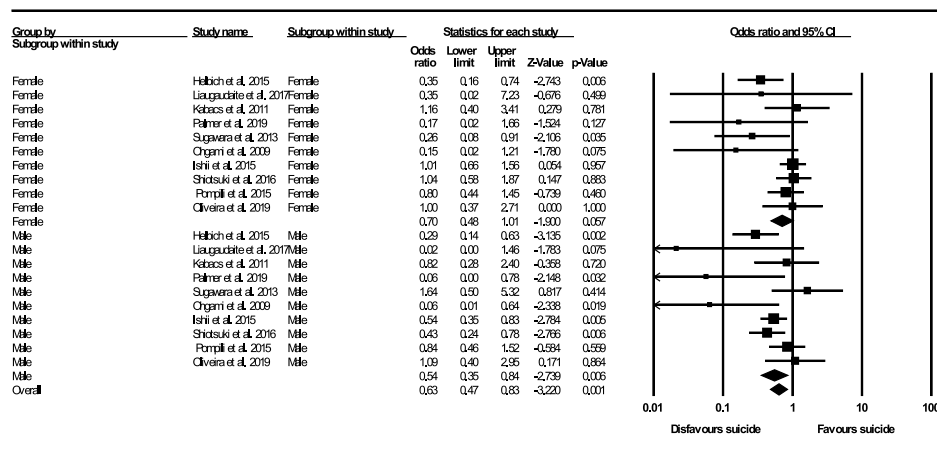 Group by Study name Subgroup within study Statistics for each study Odds ratio and 95% CI
Subgroup within study
Odds Lower Upper
ratio limit limit Z-Value p-Value
Female Helbich et al. 2015 Female 0,35 0,16 0,74 -2,743 0,006
Female Liaugaudaite et al. 2017 Female 0,35 0,02 7,23 -0,676 0,499
Female Kabacs et al. 2011 Female 1,16 0,40 3,41 0,279 0,781
Female Palmer et al. 2019 Female 0,17 0,02 1,66 -1,524 0,127
Female Sugawara et al. 2013 Female 0,26 0,08 0,91 -2,106 0,035
Female Ohgami et al. 2009 Female 0,15 0,02 1,21 -1,780 0,075
Female Ishii et al. 2015 Female 1,01 0,66 1,56 0,054 0,957
Female Shiotsuki et al. 2016 Female 1,04 0,58 1,87 0,147 0,883
Female Pompili et al. 2015 Female 0,80 0,44 1,45 -0,739 0,460
Female Oliveira et al. 2019 Female 1,00 0,37 2,71 0,000 1,000
Female 0,70 0,48 1,01 -1,900 0,057
Male Helbich et al. 2015 Male 0,29 0,14 0,63 -3,135 0,002
Male Liaugaudaite et al. 2017 Male 0,02 0,00 1,46 -1,783 0,075
Male Kabacs et al. 2011 Male 0,82 0,28 2,40 -0,358 0,720
Male Palmer et al. 2019 Male 0,06 0,00 0,78 -2,148 0,032
Male Sugawara et al. 2013 Male 1,64 0,50 5,32 0,817 0,414
Male Ohgami et al. 2009 Male 0,06 0,01 0,64 -2,338 0,019
Male Ishii et al. 2015 Male 0,54 0,35 0,83 -2,784 0,005
Male Shiotsuki et al. 2016 Male 0,43 0,24 0,78 -2,766 0,006
Male Pompili et al. 2015 Male 0,84 0,46 1,52 -0,584 0,559
Male Oliveira et al. 2019 Male 1,09 0,40 2,95 0,171 0,864
Male 0,54 0,35 0,84 -2,739 0,006
Overall 0,63 0,47 0,83 -3,220 0,001
0.01 0.1 1 10 100
Disfavours suicide Favours suicide